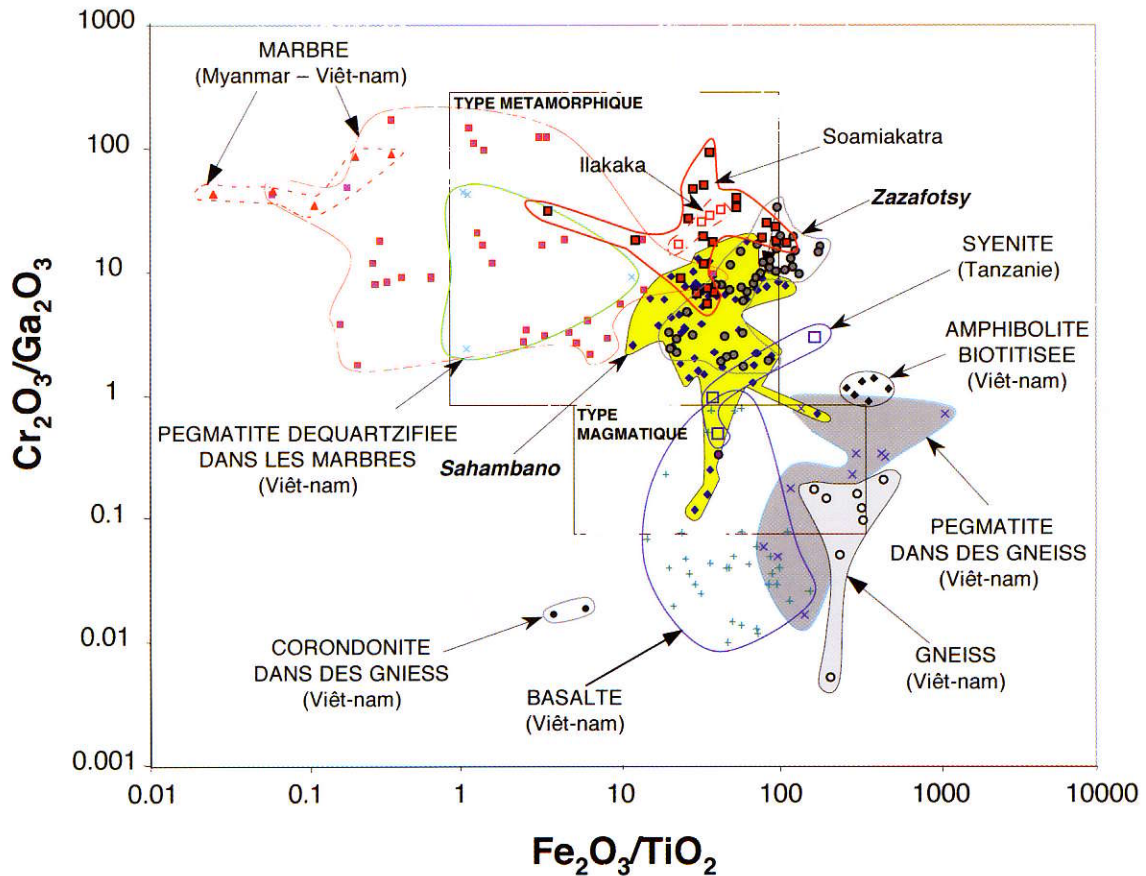 1000
100
10
1
0.1
0.01
0.001
Cr₂O₃/Ga₂O₃
MARBRE
(Myanmar – Viêt-nam)
TYPE METAMORPHIQUE
Ilakaka
Soamiakatra
Zazafotsy
SYENITE
(Tanzanie)
AMPHIBOLITE
BIOTITISEE
(Viêt-nam)
PEGMATITE DEQUARTZIFIEE
DANS LES MARBRES
(Viêt-nam)
Sahambano
TYPE
MAGMATIQUE
PEGMATITE
DANS DES GNEISS
(Viêt-nam)
CORONDONITE
DANS DES GNIESS
(Viêt-nam)
BASALTE
(Viêt-nam)
GNEISS
(Viêt-nam)
0.01
0.1
1
10
100
1000
10000
Fe₂O₃/TiO₂